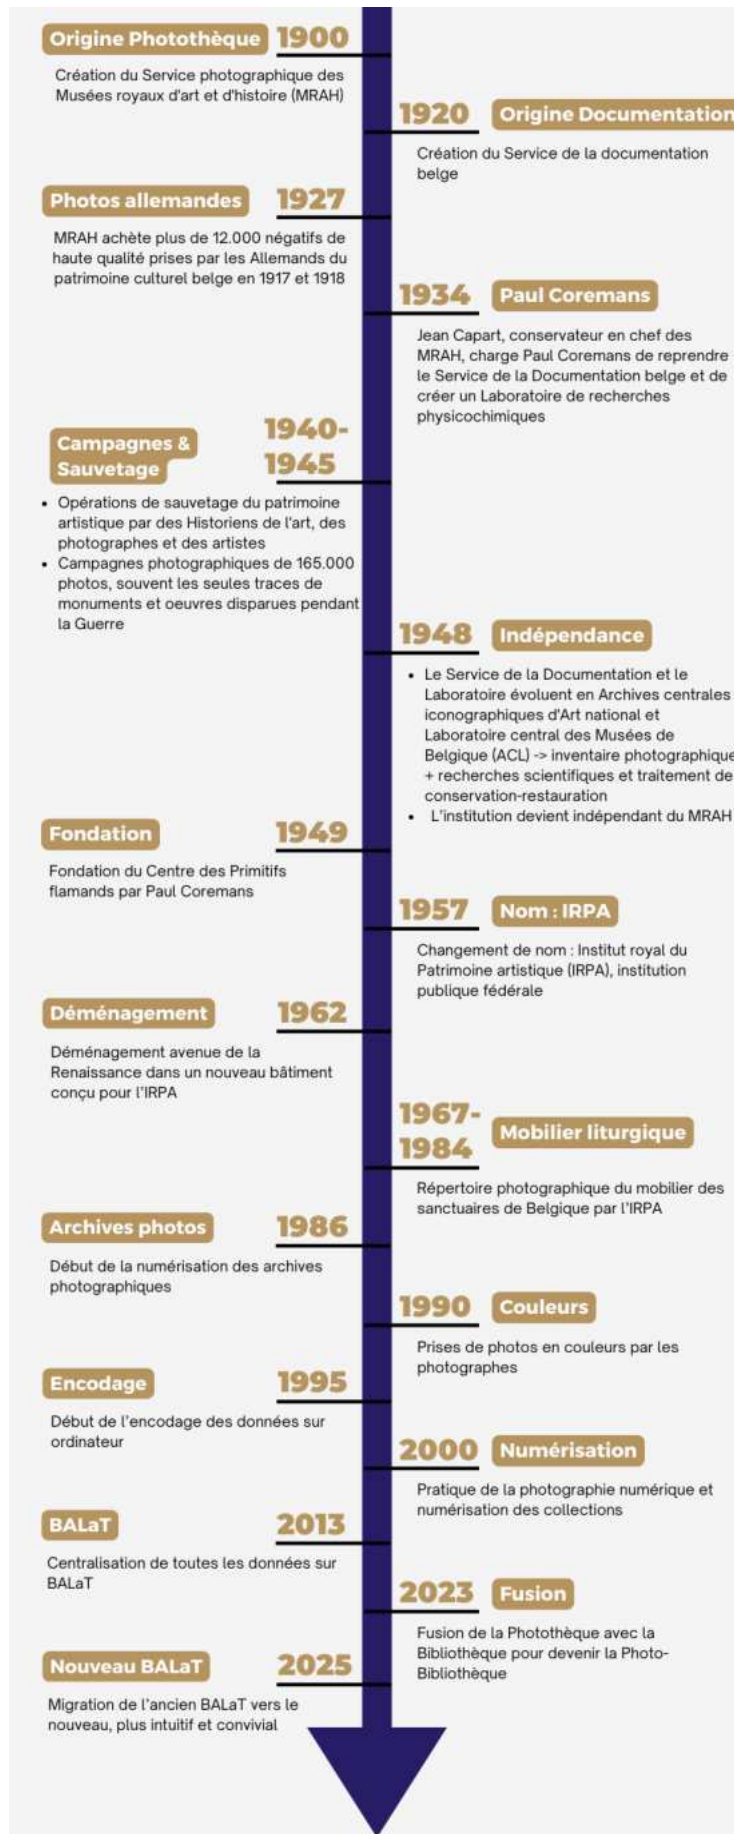 Origine Photothèque 1900
Création du Service photographique des
Musées royaux d'art et d'histoire (MRAH)
1920 Origine Documentation
Création du Service de la documentation
belge
Photos allemandes 1927
MRAH achète plus de 12.000 négatifs de
haute qualité prises par les Allemands du
patrimoine culturel belge en 1917 et 1918
1934 Paul Coremans
Jean Capart, conservateur en chef des
MRAH, charge Paul Coremans de reprendre
le Service de la Documentation belge et de
créer un Laboratoire de recherches
physicochimiques
Campagnes &
Sauvetage
1940-
1945
• Opérations de sauvetage du patrimoine
artistique par des Historiens de l'art, des
photographes et des artistes
• Campagnes photographiques de 165.000
photos, souvent les seules traces de
monuments et oeuvres disparues pendant
la Guerre
1948 Indépendance
• Le Service de la Documentation et le
Laboratoire évoluent en Archives centrales
iconographiques d'Art national et
Laboratoire central des Musées de
Belgique (ACL) -> inventaire photographique
+ recherches scientifiques et traitement de
conservation-restauration
• L'institution devient indépendant du MRAH
Fondation 1949
Fondation du Centre des Primitifs
flamands par Paul Coremans
1957 Nom : IRPA
Changement de nom : Institut royal du
Patrimoine artistique (IRPA), institution
publique fédérale
Déménagement 1962
Déménagement avenue de la
Renaissance dans un nouveau bâtiment
conçu pour l'IRPA
1967-
1984
Mobilier liturgique
Répertoire photographique du mobilier des
sanctuaires de Belgique par l'IRPA
Archives photos 1986
Début de la numérisation des archives
photographiques
1990 Couleurs
Prises de photos en couleurs par les
photographes
Encodage 1995
Début de l'encodage des données sur
ordinateur
2000 Numérisation
Pratique de la photographie numérique et
numérisation des collections
BALaT 2013
Centralisation de toutes les données sur
BALaT
2023 Fusion
Fusion de la Photothèque avec la
Bibliothèque pour devenir la Photo-
Bibliothèque
Nouveau BALaT 2025
Migration de l'ancien BALaT vers le
nouveau, plus intuitif et convivial